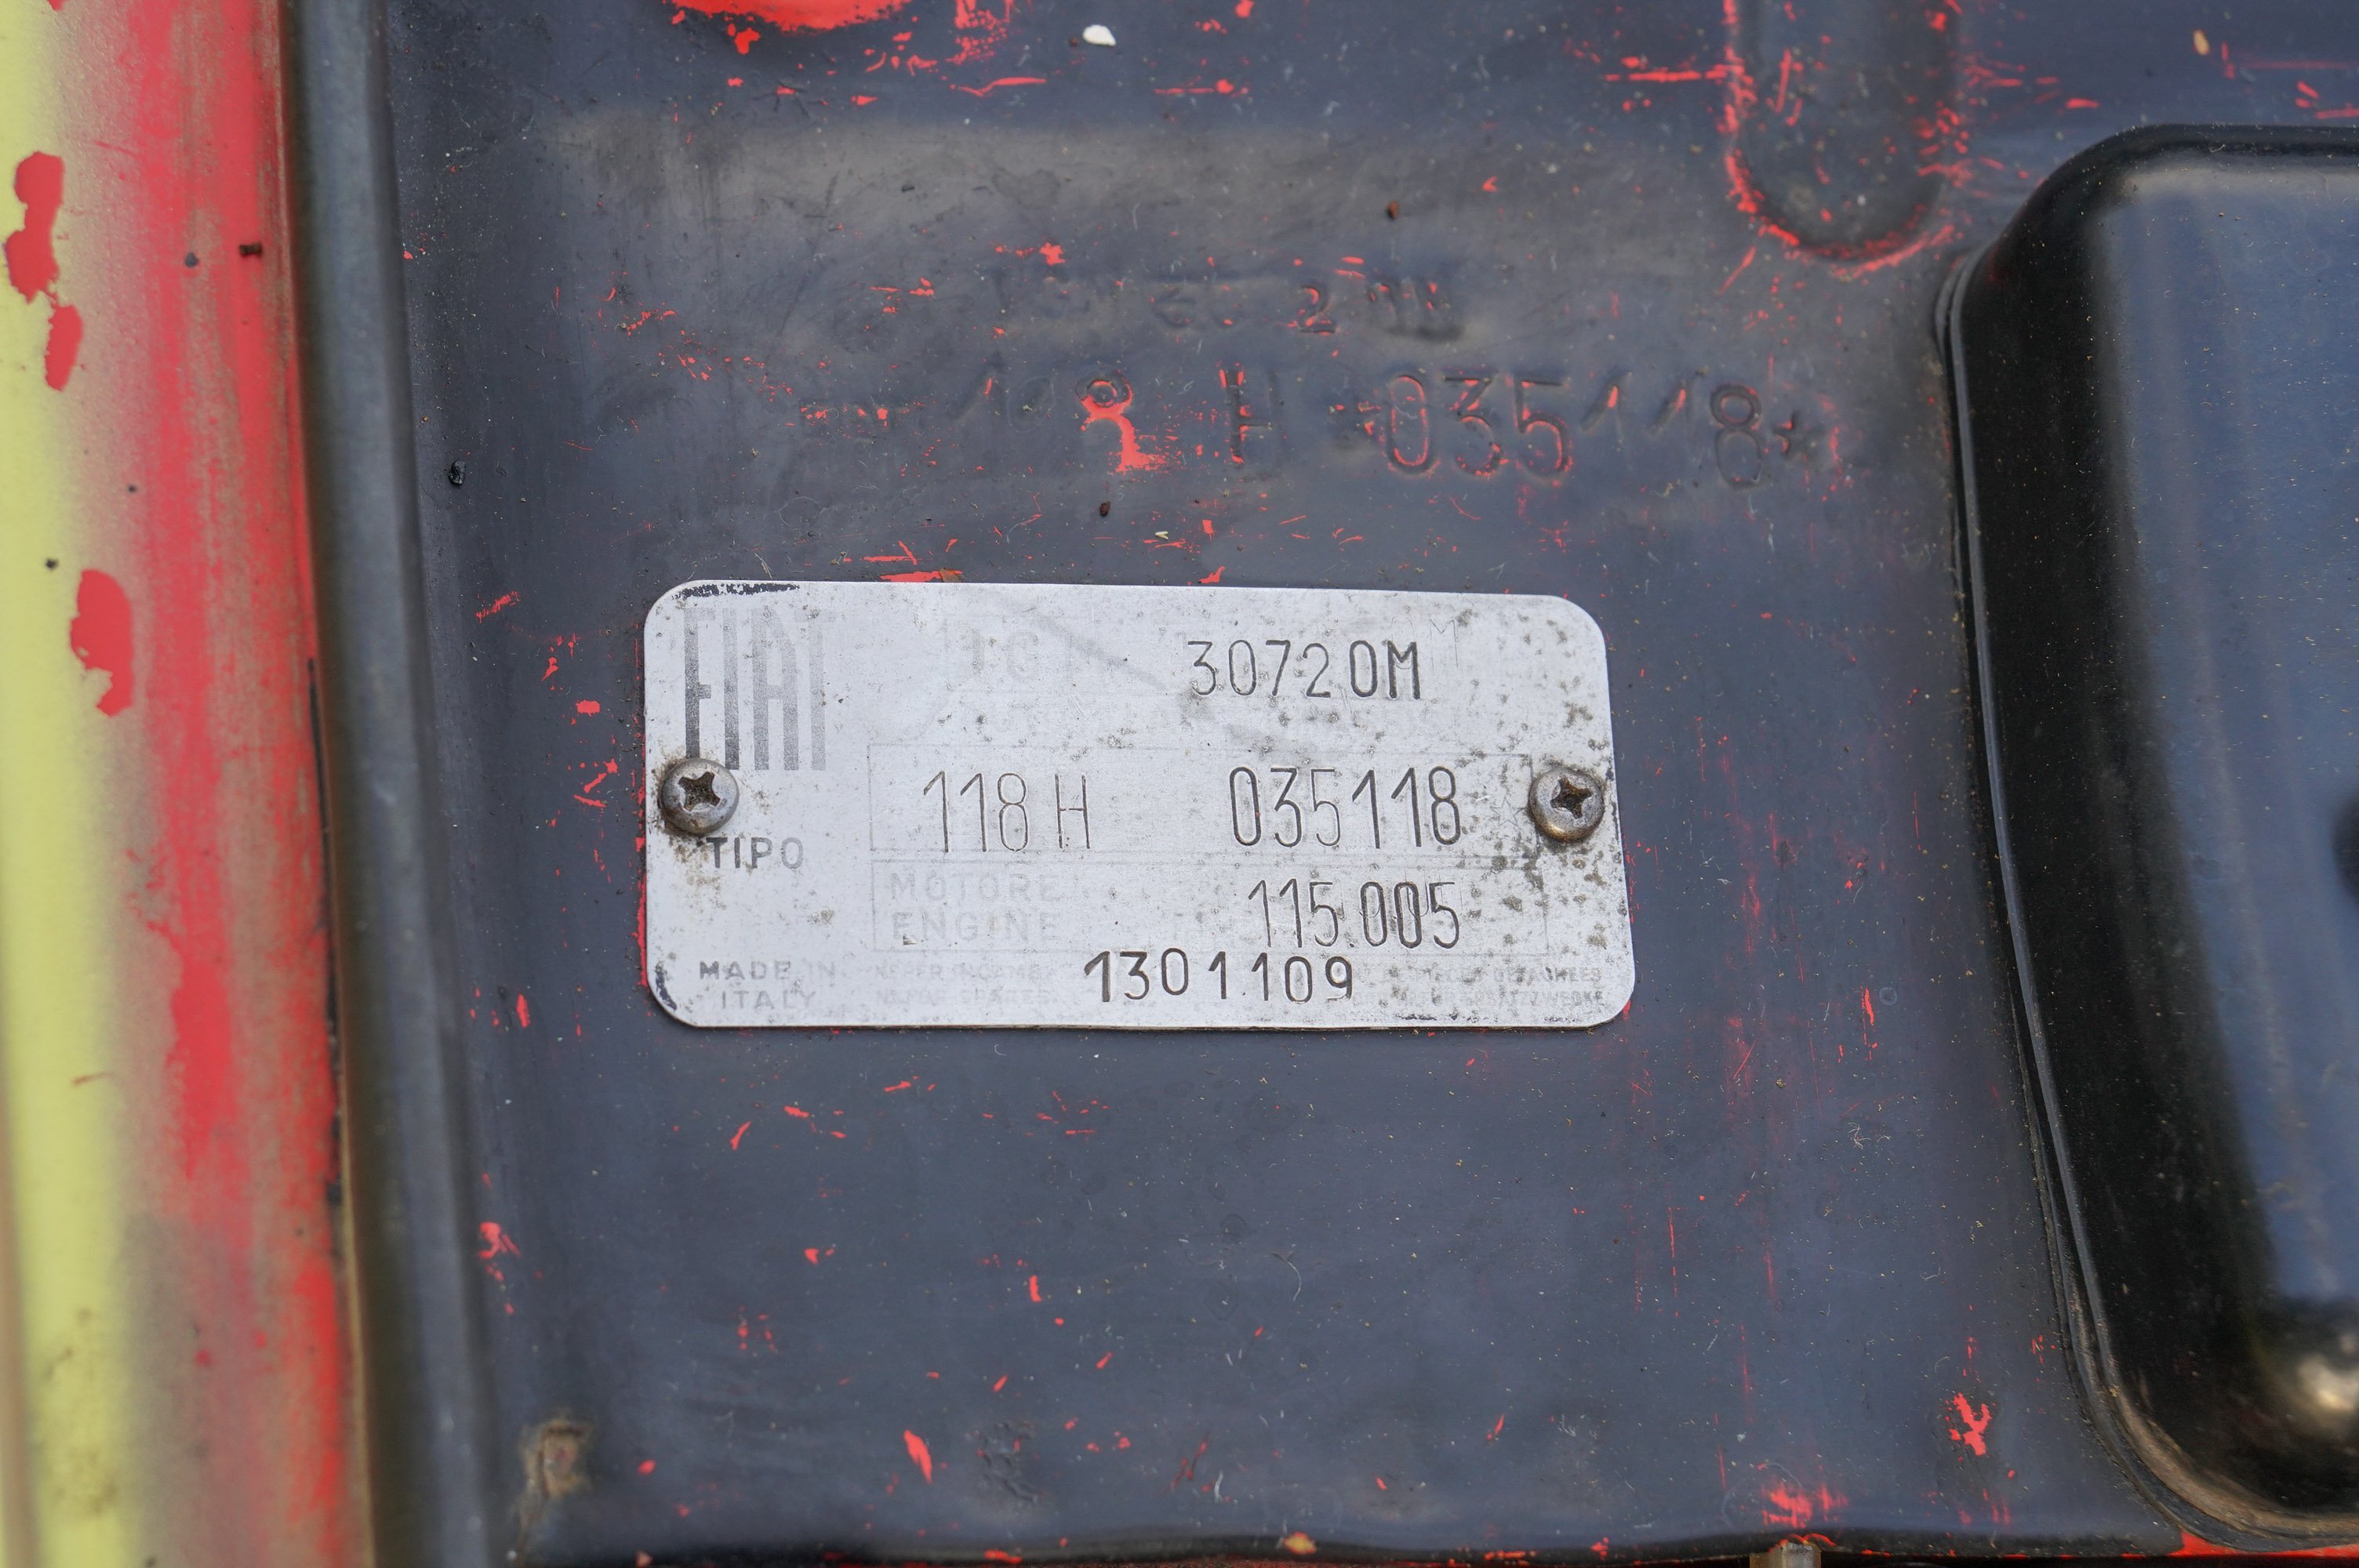 118 H 035118*
FIAT
30720M
118 H 035118
TIPO
MOTORE
ENGINE
115.005
MADE IN
ITALY
1301109